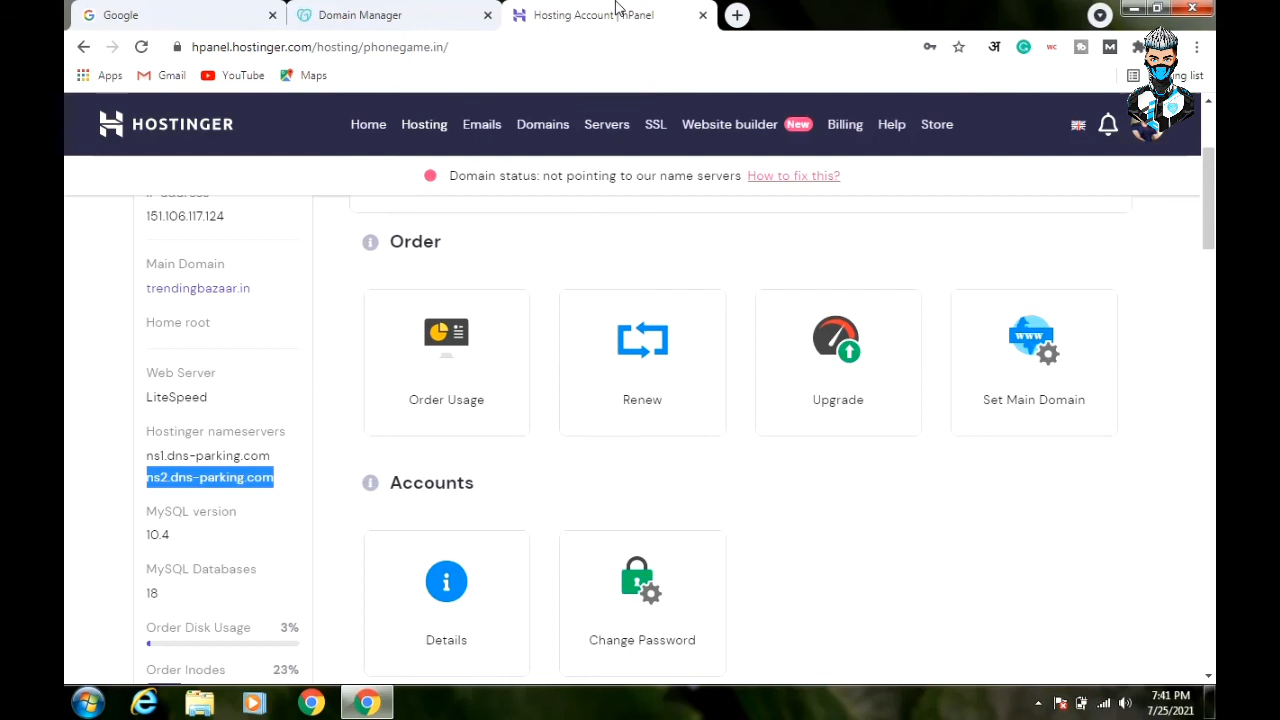 Google
Domain Manager
Hosting Account
hPanel
hpanel.hostinger.com/hosting/phonegame.in/
अ
WC
M
Apps
Gmail
YouTube
Maps
HOSTINGER
Home
Hosting
Emails
Domains
Servers
SSL
Website builder New
Billing
Help
Store
Domain status: not pointing to our name servers How to fix this?
151.106.117.124
Main Domain
trendingbazaar.in
Home root
Web Server
LiteSpeed
Hostinger nameservers
ns1.dns-parking.com
ns2.dns-parking.com
MySQL version
10.4
MySQL Databases
18
Order Disk Usage 3%
Order Inodes 23%
Order
Order Usage
Renew
www
Upgrade
Set Main Domain
Accounts
Details
Change Password
7:41 PM
7/25/2021